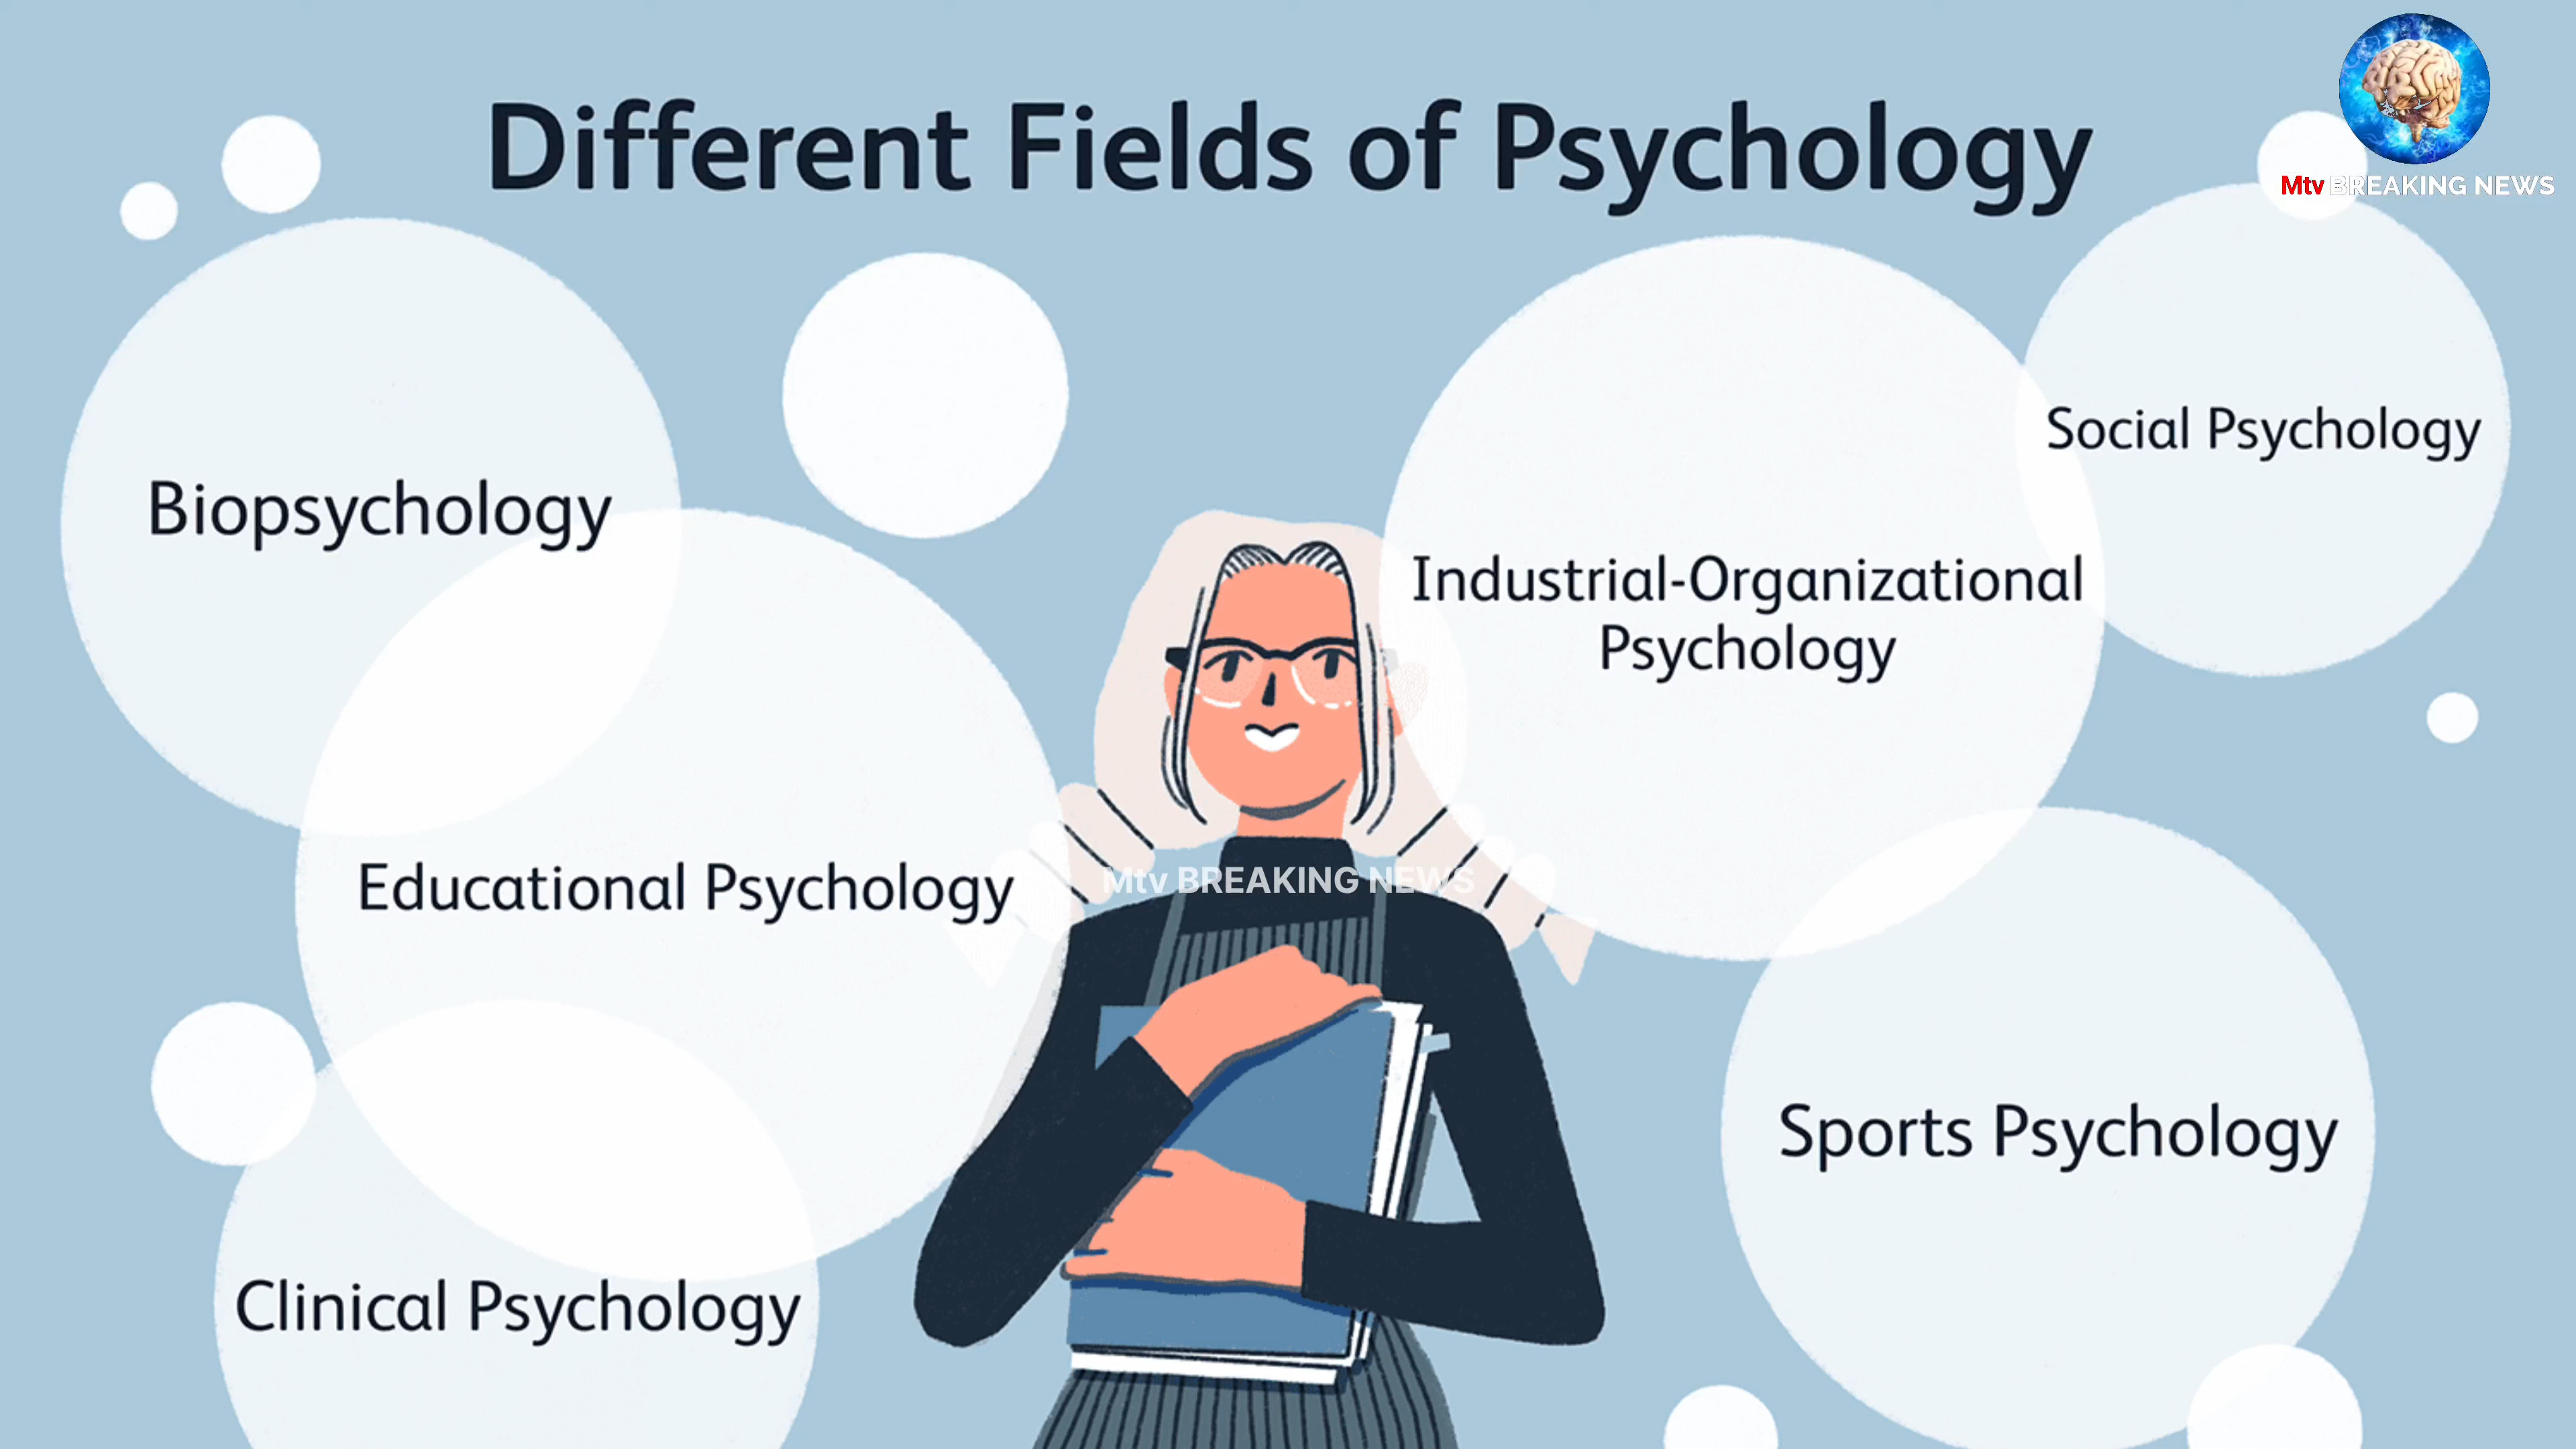 Different Fields of Psychology
Mtv BREAKING NEWS
Biopsychology
Educational Psychology
Clinical Psychology
Industrial-Organizational
Psychology
Social Psychology
Sports Psychology
Mtv BREAKING NEWS